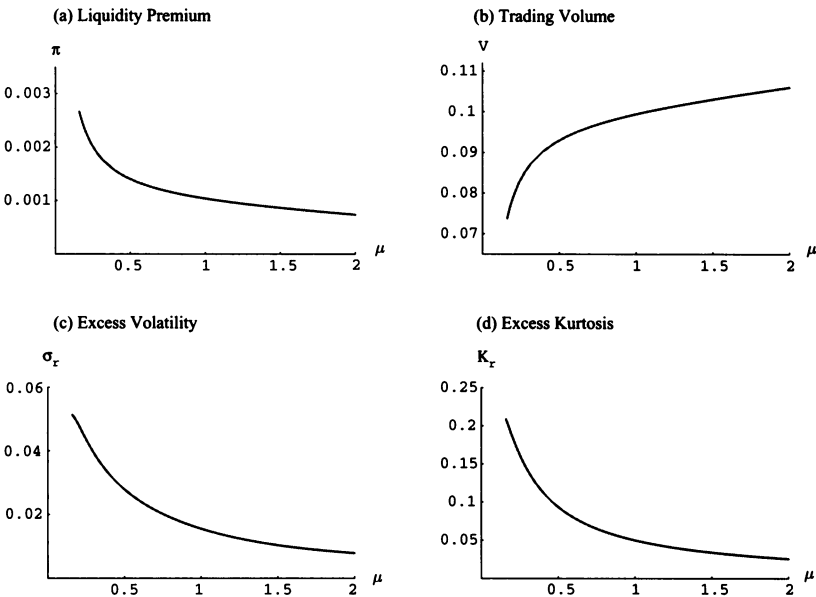 (a) Liquidity Premium
π
0.003
0.002
0.001
0.5 1 1.5 2 μ
(b) Trading Volume
V
0.11
0.1
0.09
0.08
0.07
0.5 1 1.5 2 μ
(c) Excess Volatility
σr
0.06
0.04
0.02
0.5 1 1.5 2 μ
(d) Excess Kurtosis
Kr
0.25
0.2
0.15
0.1
0.05
0.5 1 1.5 2 μ